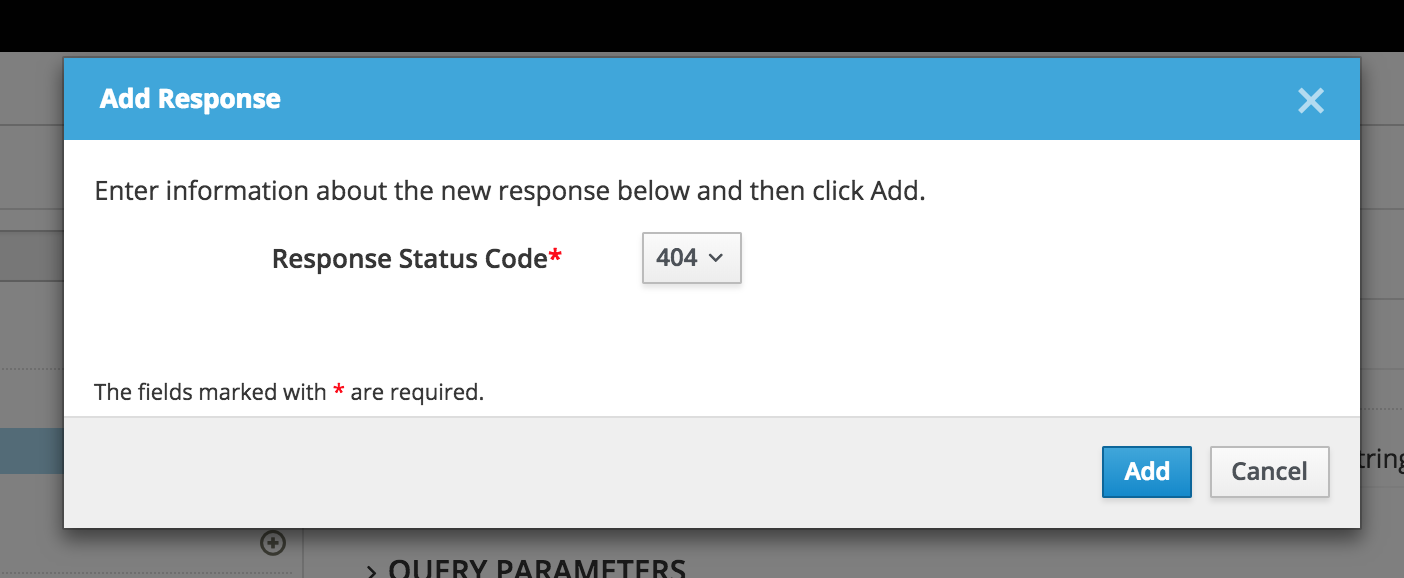 Add Response
Enter information about the new response below and then click Add.
Response Status Code*
404
The fields marked with * are required.
Add
Cancel
QUERY PARAMETERS